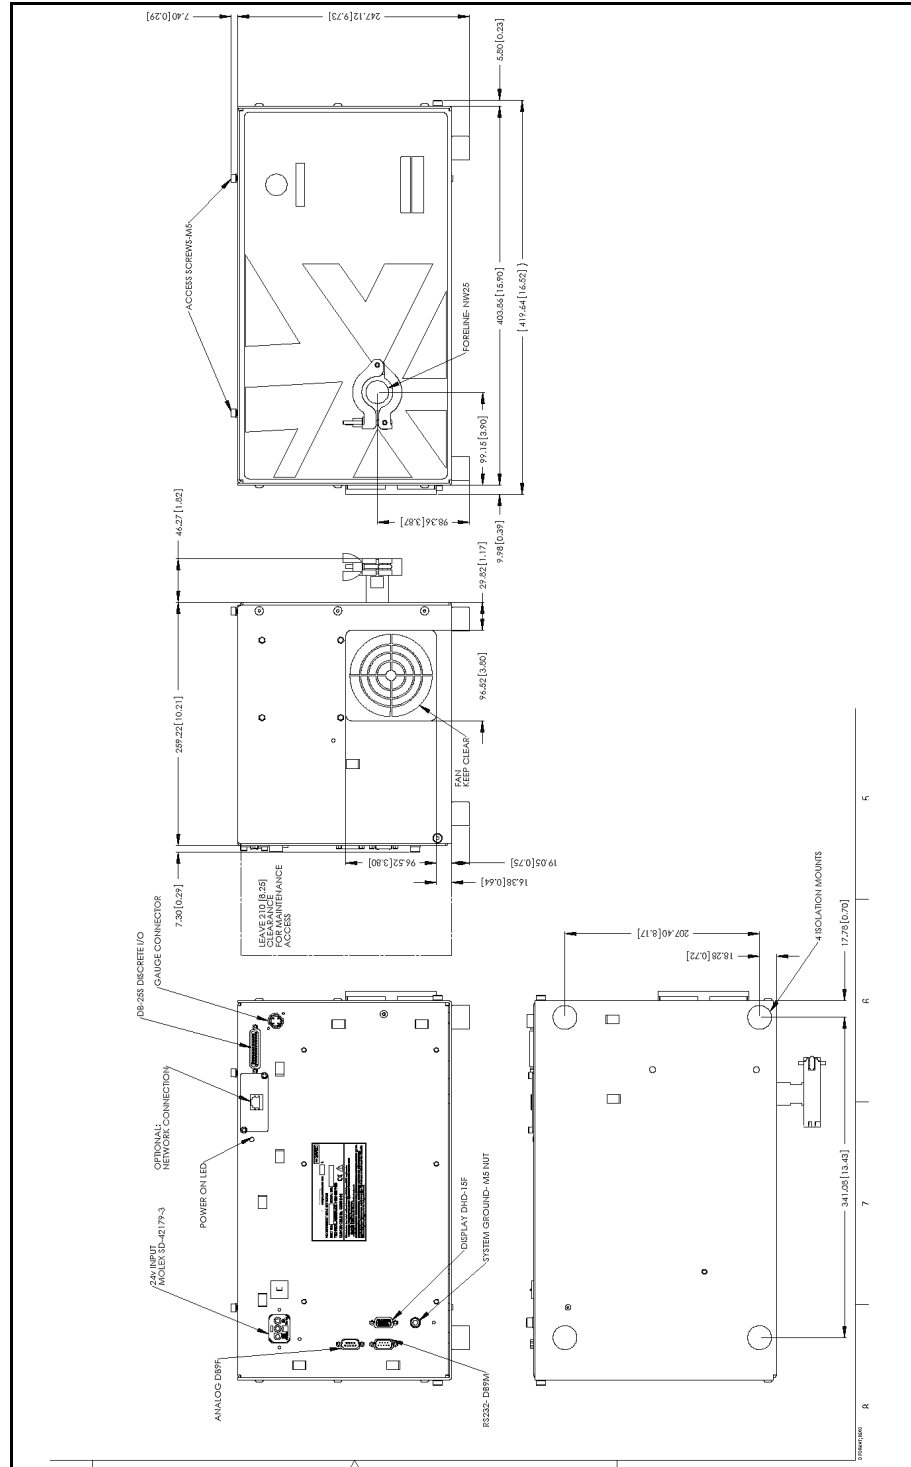 7.40[0.29]
247.12[9.73]
5.80[0.23]
ACCESS SCREWS-M5
FORELINE- NW25
403.86 [15.90]
[ 419.64 [16.52] ]
99.15 [3.90]
98.36[3.87]
9.98 [0.39]
46.27 [1.82]
29.82 [1.17]
259.22 [10.21]
96.52 [3.80]
FAN
KEEP CLEAR
7.30 [0.29]
96.52[3.80]
19.05[0.75]
16.38[0.64]
LEAVE 210 [8.25]
CLEARANCE
FOR MAINTENANCE
ACCESS
DB-25S DISCRETE I/O
GAUGE CONNECTOR
OPTIONAL:
NETWORK CONNECTION
POWER ON LED
24v INPUT
MOLEX SD-42179-3
ANALOG DB9F
RS232- DB9M
DISPLAY DHD-15F
SYSTEM GROUND- M5 NUT
207.40[8.17]
18.28[0.72]
4 ISOLATION MOUNTS
17.78 [0.70]
341.08 [13.43]
5
6
7
8